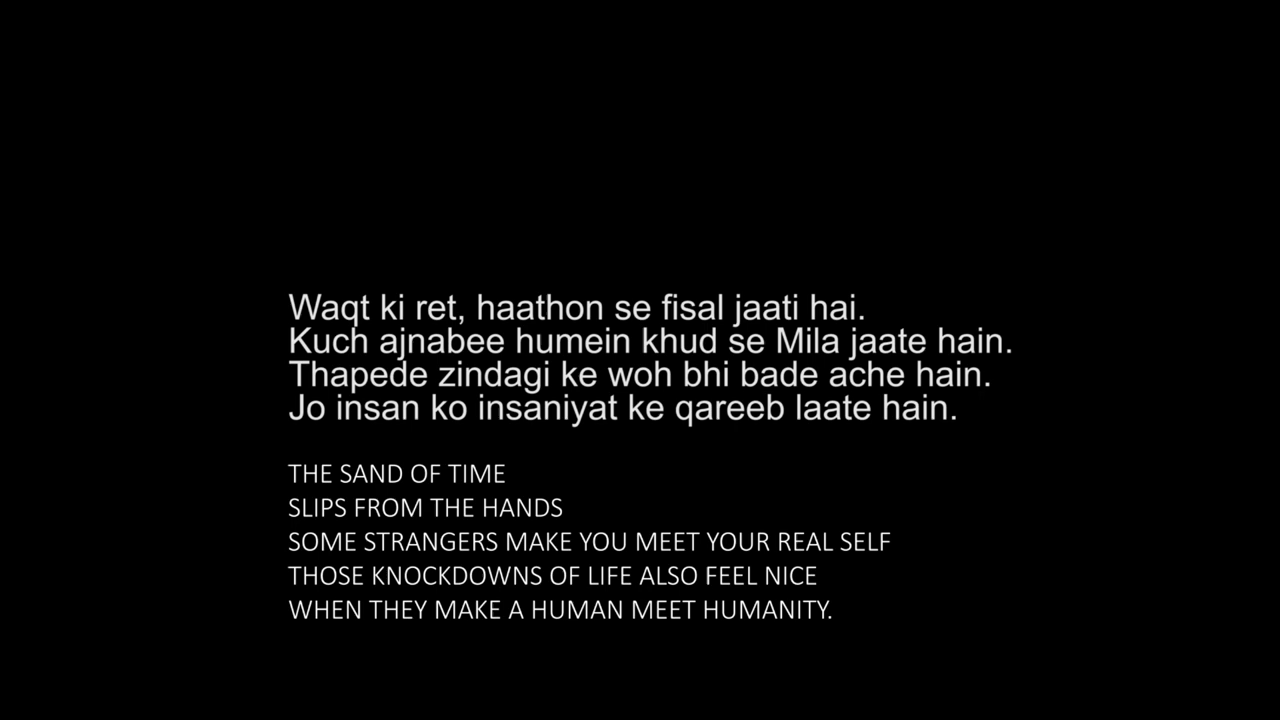 Waqt ki ret, haathon se fisal jaati hai.
Kuch ajnabee humein khud se Mila jaate hain.
Thapede zindagi ke woh bhi bade ache hain.
Jo insan ko insaniyat ke qareeb laate hain.
THE SAND OF TIME
SLIPS FROM THE HANDS
SOME STRANGERS MAKE YOU MEET YOUR REAL SELF
THOSE KNOCKDOWNS OF LIFE ALSO FEEL NICE
WHEN THEY MAKE A HUMAN MEET HUMANITY.